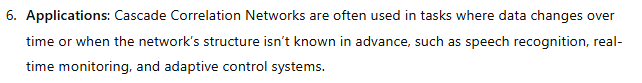 6. Applications: Cascade Correlation Networks are often used in tasks where data changes over
time or when the network's structure isn't known in advance, such as speech recognition, real-
time monitoring, and adaptive control systems.